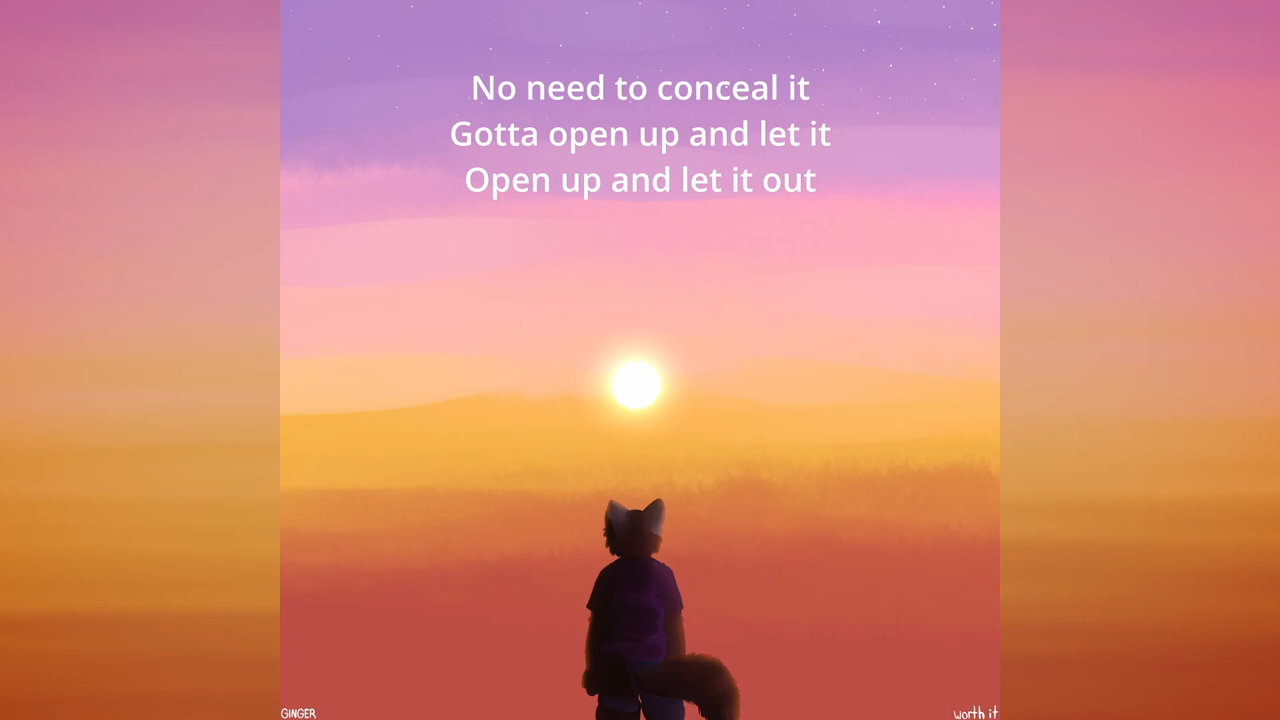 No need to conceal it
Gotta open up and let it
Open up and let it out
GINGER
worth it